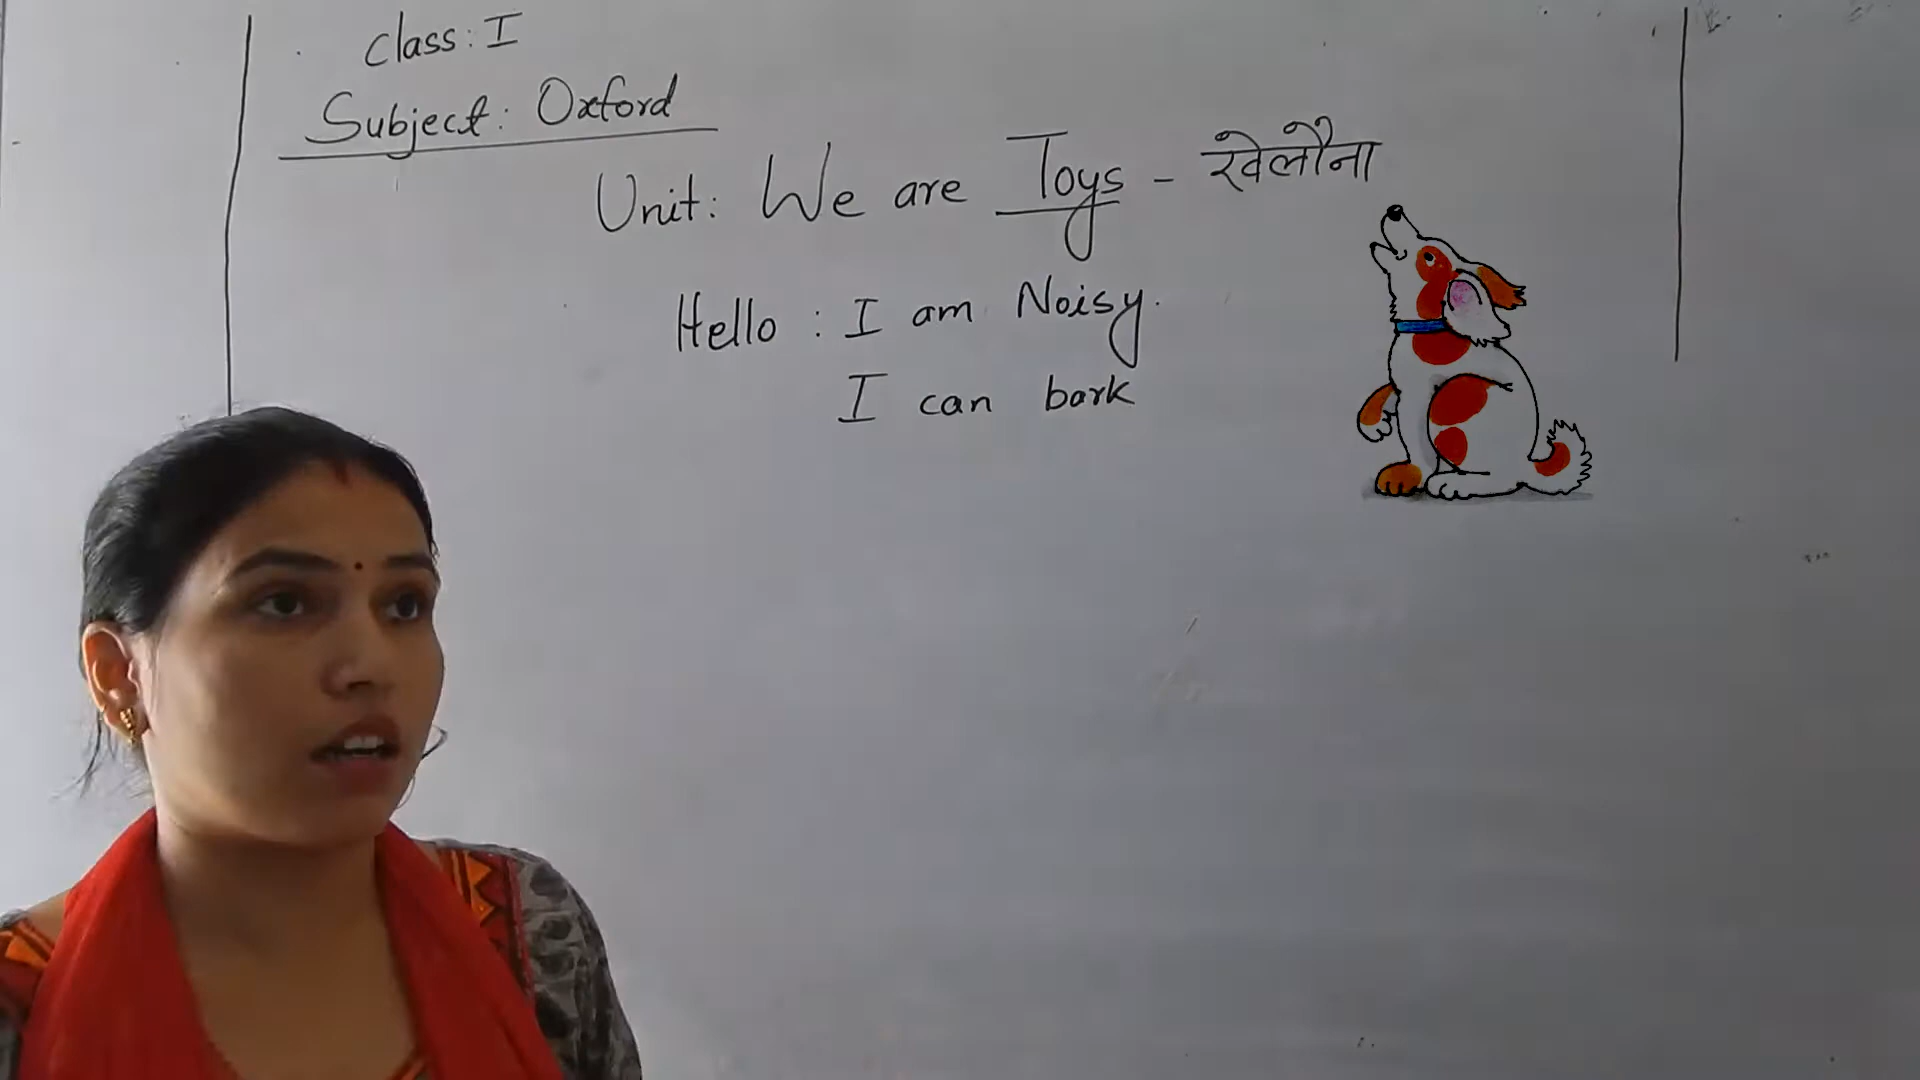 Class: I
Subject: Oxford
Unit: We are Toys - खेलौना
Hello : I am Noisy.
I can bark